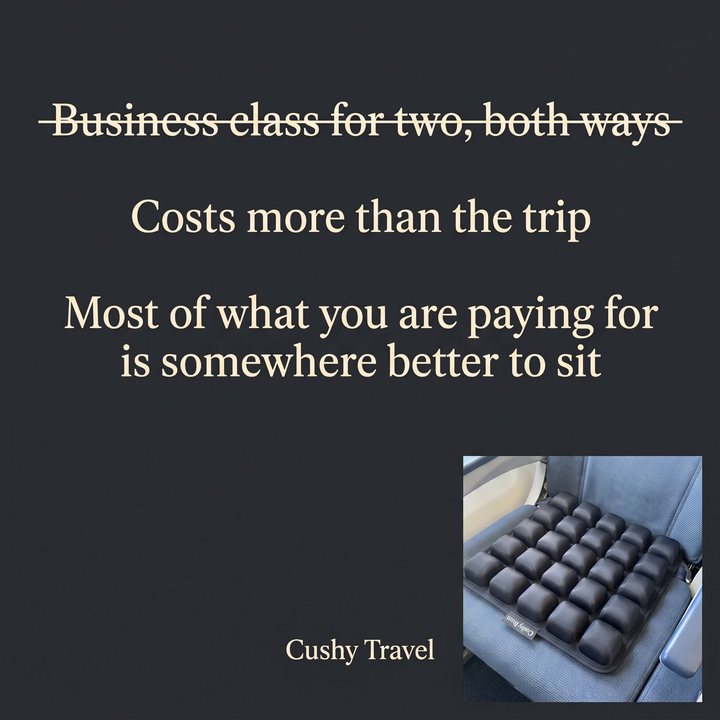 Business class for two, both ways
Costs more than the trip
Most of what you are paying for
is somewhere better to sit
Cushy Travel